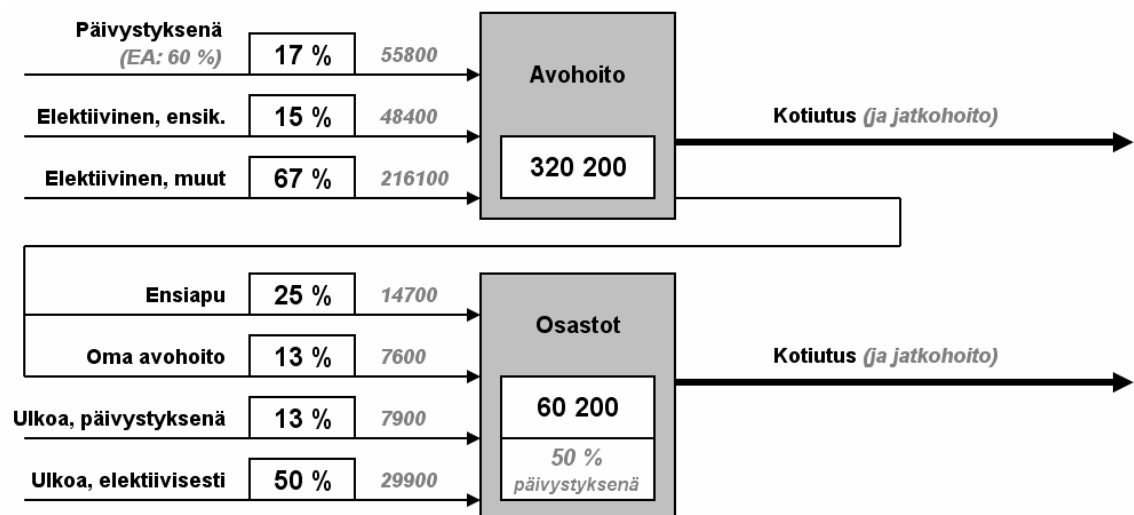 Päivystyksenä
(EA: 60 %)
17 %
55800
Avohoito
Elektiivinen, ensik.
15 %
48400
Kotiutus (ja jatkohoito)
Elektiivinen, muut
67 %
216100
320 200
Ensiapu
25 %
14700
Osastot
Oma avohoito
13 %
7600
Kotiutus (ja jatkohoito)
Ulkoa, päivystyksenä
13 %
7900
60 200
Ulkoa, elektiivisesti
50 %
29900
50 %
päivystyksenä